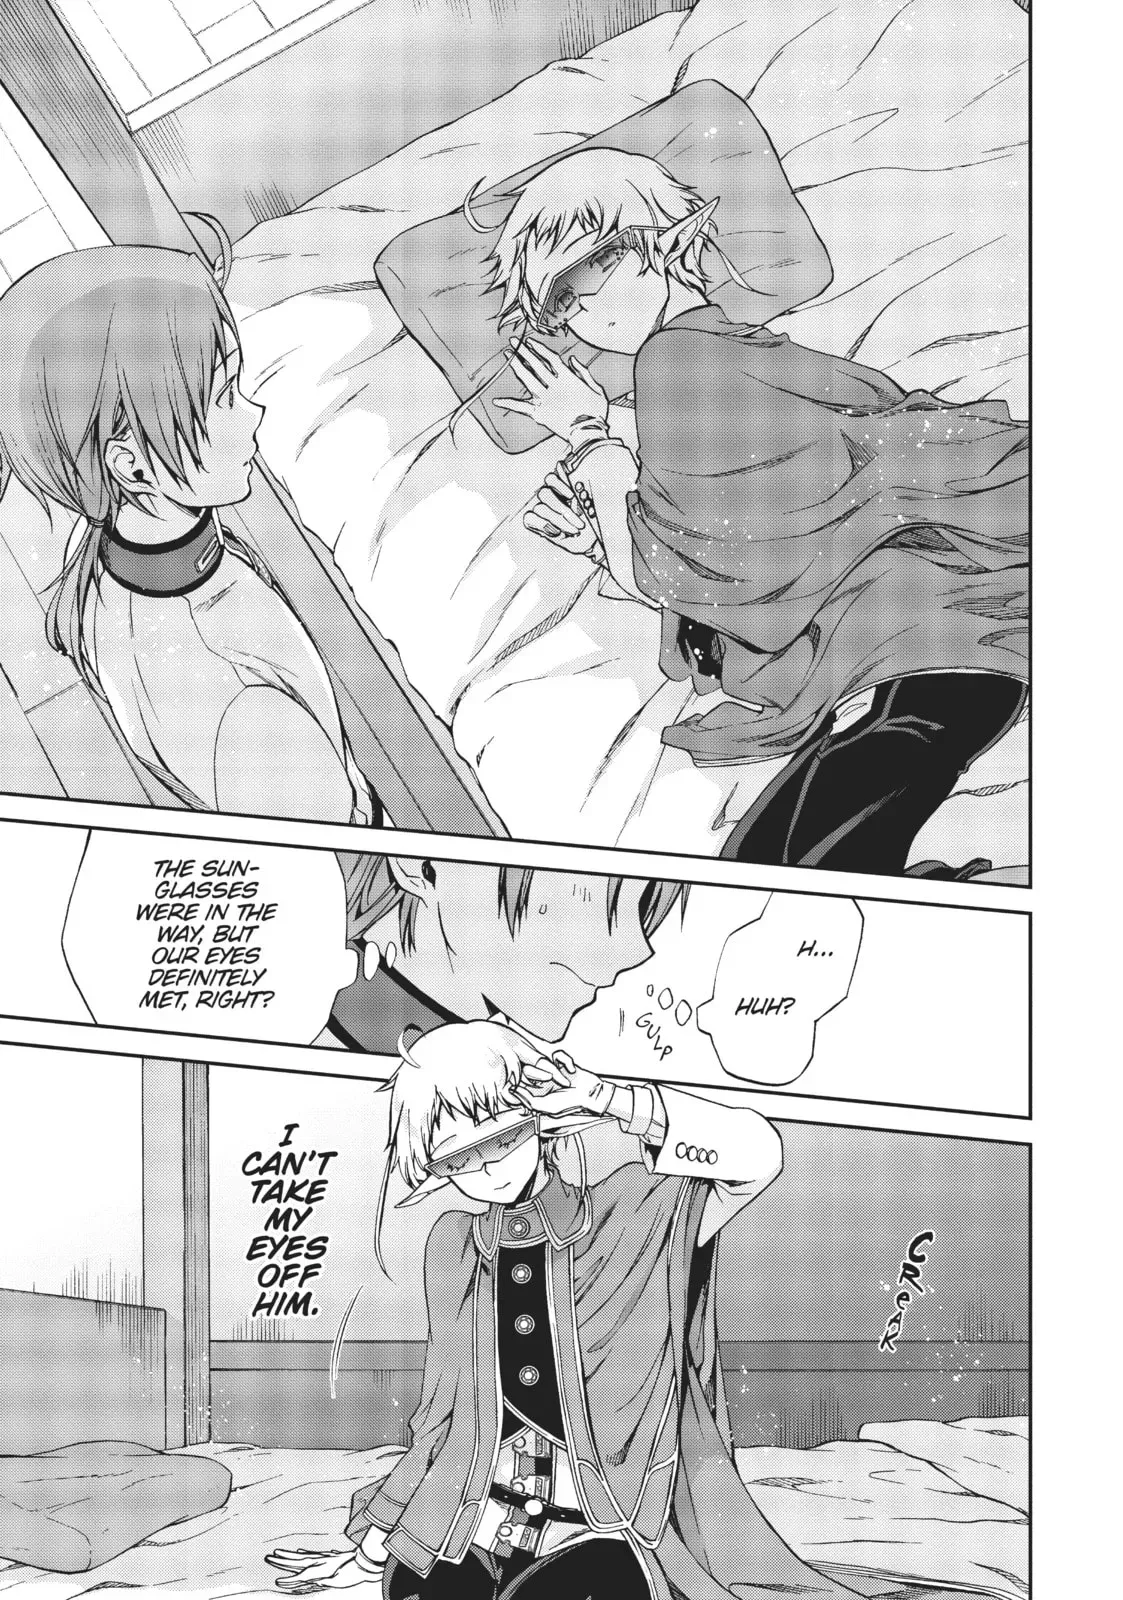 H...
HUH?
GULP
THE SUN-
GLASSES
WERE IN THE
WAY, BUT
OUR EYES
DEFINITELY
MET, RIGHT?
CREAK
I
CAN'T
TAKE
MY
EYES
OFF
HIM.